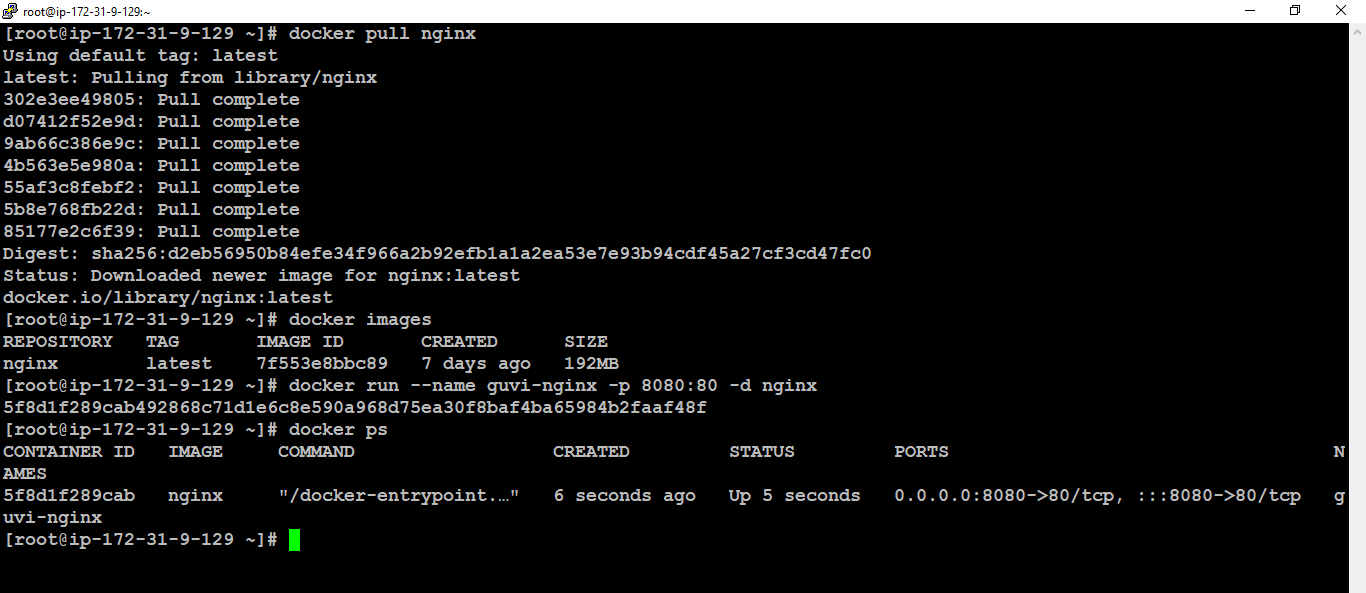 root@ip-172-31-9-129:~
[root@ip-172-31-9-129 ~]# docker pull nginx
Using default tag: latest
latest: Pulling from library/nginx
302e3ee49805: Pull complete
d07412f52e9d: Pull complete
9ab66c386e9c: Pull complete
4b563e5e980a: Pull complete
55af3c8febf2: Pull complete
5b8e768fb22d: Pull complete
85177e2c6f39: Pull complete
Digest: sha256:d2eb56950b84efe34f966a2b92efb1a1a2ea53e7e93b94cdf45a27cf3cd47fc0
Status: Downloaded newer image for nginx:latest
docker.io/library/nginx:latest
[root@ip-172-31-9-129 ~]# docker images
REPOSITORY   TAG       IMAGE ID       CREATED      SIZE
nginx        latest    7f553e8bbc89   7 days ago   192MB
[root@ip-172-31-9-129 ~]# docker run --name guvi-nginx -p 8080:80 -d nginx
5f8d1f289cab492868c71d1e6c8e590a968d75ea30f8baf4ba65984b2faaf48f
[root@ip-172-31-9-129 ~]# docker ps
CONTAINER ID   IMAGE     COMMAND                  CREATED         STATUS         PORTS                                   N
AMES
5f8d1f289cab   nginx     "/docker-entrypoint.…"   6 seconds ago   Up 5 seconds   0.0.0.0:8080->80/tcp, :::8080->80/tcp   g
uvi-nginx
[root@ip-172-31-9-129 ~]#